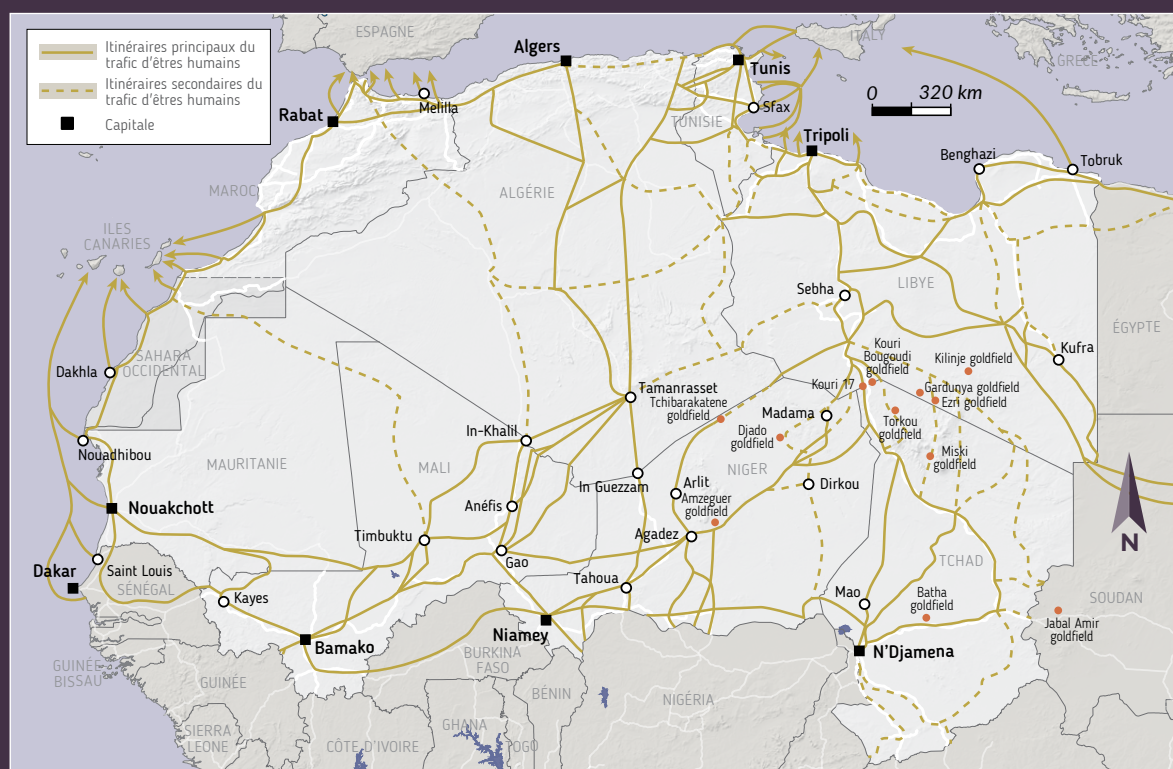 Itinéraires principaux du
trafic d'êtres humains
Itinéraires secondaires du
trafic d'êtres humains
Capitale
ESPAGNE
ITALY
GRÈCE
Algers
Tunis
0 320 km
Melilla
Rabat
Sfax
TUNISIE
Tripoli
Benghazi
Tobruk
MAROC
ALGÉRIE
ILES
CANARIES
LIBYE
Sebha
ÉGYPTE
SAHARA
OCCIDENTAL
Dakhla
Kouri
Bougoudi
goldfield
Kilinje goldfield
Kufra
Kouri 17
Gardunya goldfield
Ezri goldfield
Tamanrasset
Tchibarakatene
goldfield
Madama
Torkou
goldfield
Djado
goldfield
In-Khalil
Nouadhibou
MAURITANIE
MALI
NIGER
Miski
goldfield
In Guezzam
Arlit
Dirkou
Amzeguer
goldfield
Anéfis
Nouakchott
Timbuktu
Agadez
Gao
N
TCHAD
Dakar
Saint Louis
SÉNÉGAL
Tahoua
Kayes
Mao
Batha
goldfield
SOUDAN
Jabal Amir
goldfield
Niamey
Bamako
N'Djamena
BURKINA
FASO
GUINÉE
BISSAU
GUINÉE
BÉNIN
NIGÉRIA
SIERRA
LEONE
CÔTE D'IVOIRE
GHANA
TOGO